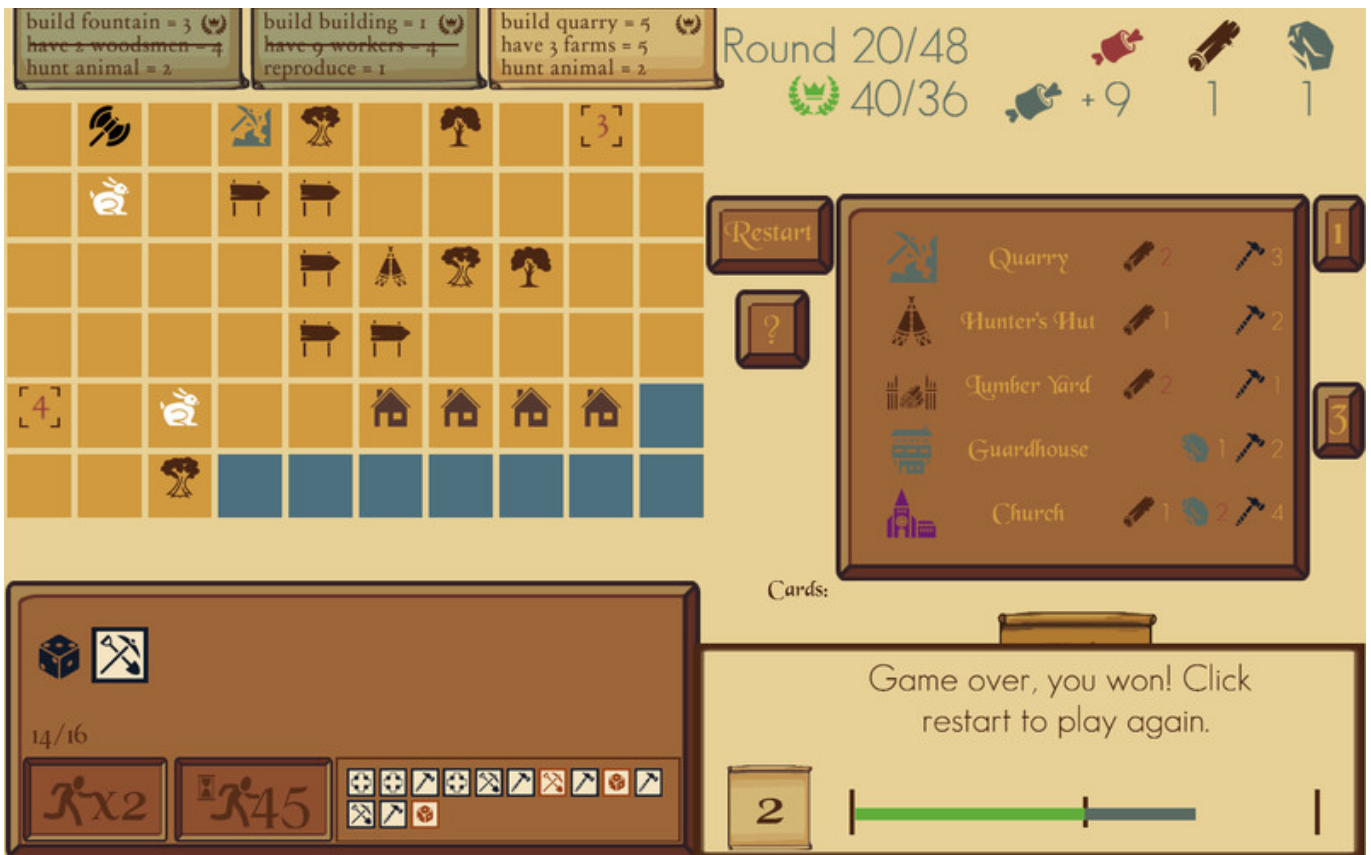 build fountain = 3
have 2 woodsmen = 4
hunt animal = 2
build building = 1
have 9 workers = 4
reproduce = 1
build quarry = 5
have 3 farms = 5
hunt animal = 2
Round 20/48
40/36
+9
1
1
3
4
Restart
?
Quarry 2 3
Hunter's Hut 1 2
Lumber Yard 2 1
Guardhouse 1 2
Church 1 2 4
1
3
Cards:
14/16
x2
45
Game over, you won! Click
restart to play again.
2